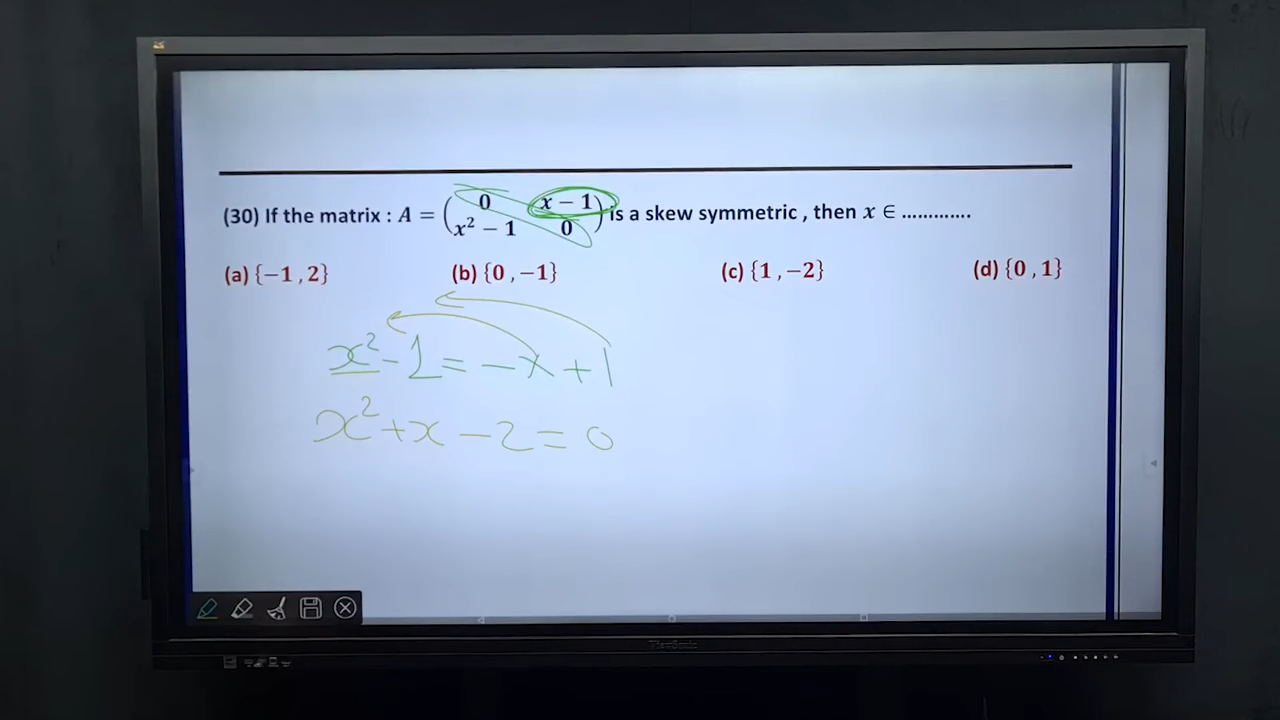 (30) If the matrix : A = ( 0 x − 1 ) is a skew symmetric , then x ∈ .............
x² − 1 0
(a) {−1 , 2} (b) {0 , −1} (c) {1 , −2} (d) {0 , 1}
x² - 1 = - x + 1
x² + x - 2 = 0
ViewSonic